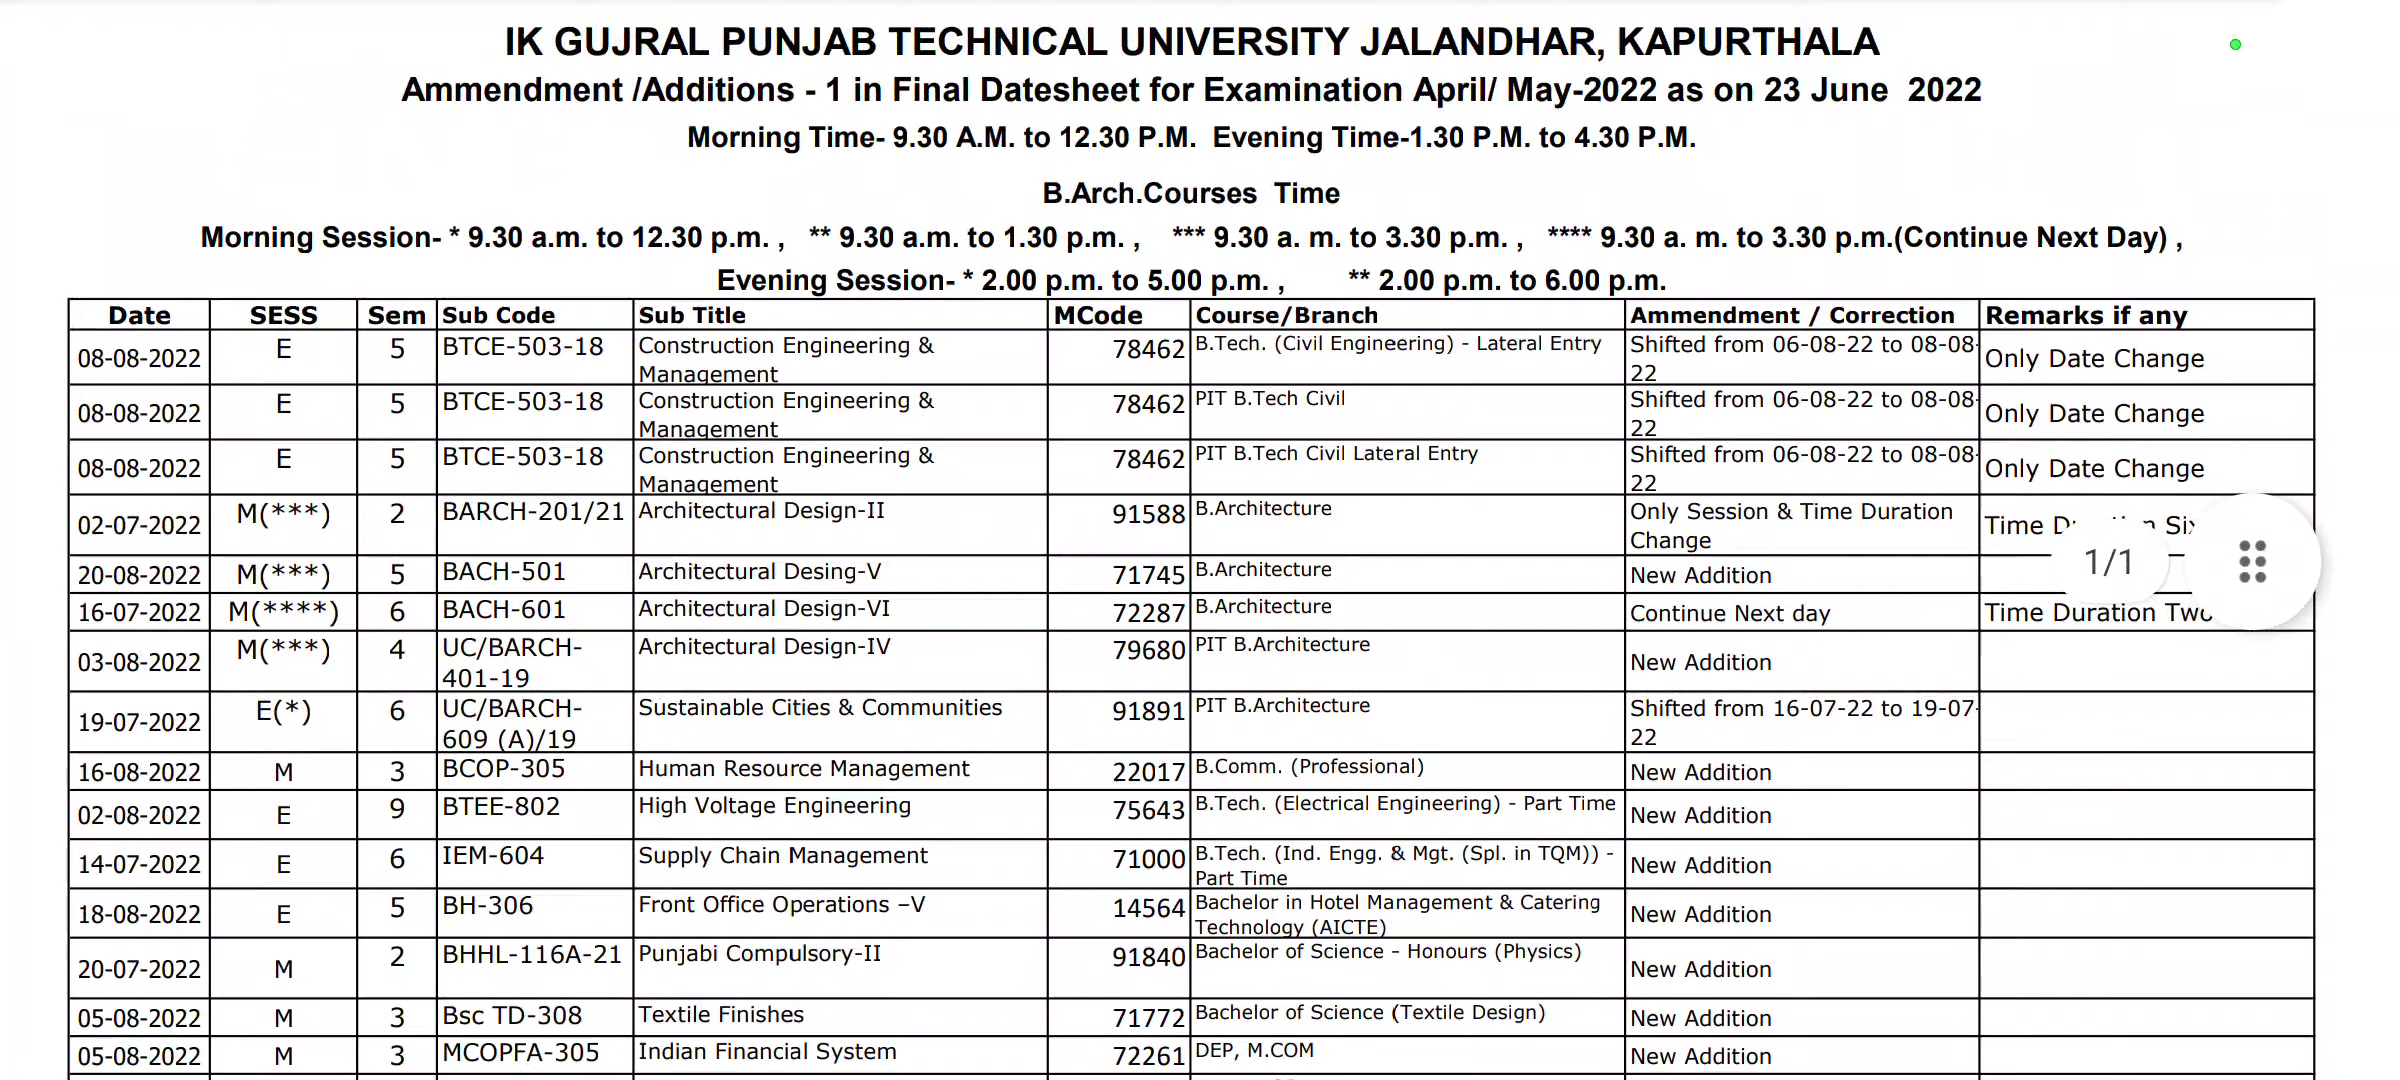 IK GUJRAL PUNJAB TECHNICAL UNIVERSITY JALANDHAR, KAPURTHALA
Ammendment /Additions - 1 in Final Datesheet for Examination April/ May-2022 as on 23 June 2022
Morning Time- 9.30 A.M. to 12.30 P.M. Evening Time-1.30 P.M. to 4.30 P.M.
B.Arch.Courses Time
Morning Session- * 9.30 a.m. to 12.30 p.m. , ** 9.30 a.m. to 1.30 p.m. , *** 9.30 a. m. to 3.30 p.m. , **** 9.30 a. m. to 3.30 p.m.(Continue Next Day) ,
Evening Session- * 2.00 p.m. to 5.00 p.m. , ** 2.00 p.m. to 6.00 p.m.
Date SESS Sem Sub Code Sub Title MCode Course/Branch Ammendment / Correction Remarks if any
08-08-2022 E 5 BTCE-503-18 Construction Engineering & 78462 B.Tech. (Civil Engineering) - Lateral Entry Shifted from 06-08-22 to 08-08- Only Date Change
Management 22
08-08-2022 E 5 BTCE-503-18 Construction Engineering & 78462 PIT B.Tech Civil Shifted from 06-08-22 to 08-08- Only Date Change
Management 22
08-08-2022 E 5 BTCE-503-18 Construction Engineering & 78462 PIT B.Tech Civil Lateral Entry Shifted from 06-08-22 to 08-08- Only Date Change
Management 22
02-07-2022 M(***) 2 BARCH-201/21 Architectural Design-II 91588 B.Architecture Only Session & Time Duration Time
Change
1/1
20-08-2022 M(***) 5 BACH-501 Architectural Desing-V 71745 B.Architecture New Addition
16-07-2022 M(****) 6 BACH-601 Architectural Design-VI 72287 B.Architecture Continue Next day Time Duration Two
03-08-2022 M(***) 4 UC/BARCH- Architectural Design-IV 79680 PIT B.Architecture New Addition
401-19
19-07-2022 E(*) 6 UC/BARCH- Sustainable Cities & Communities 91891 PIT B.Architecture Shifted from 16-07-22 to 19-07-
609 (A)/19 22
16-08-2022 M 3 BCOP-305 Human Resource Management 22017 B.Comm. (Professional) New Addition
02-08-2022 E 9 BTEE-802 High Voltage Engineering 75643 B.Tech. (Electrical Engineering) - Part Time New Addition
14-07-2022 E 6 IEM-604 Supply Chain Management 71000 B.Tech. (Ind. Engg. & Mgt. (Spl. in TQM)) - New Addition
Part Time
18-08-2022 E 5 BH-306 Front Office Operations –V 14564 Bachelor in Hotel Management & Catering New Addition
Technology (AICTE)
20-07-2022 M 2 BHHL-116A-21 Punjabi Compulsory-II 91840 Bachelor of Science - Honours (Physics) New Addition
05-08-2022 M 3 Bsc TD-308 Textile Finishes 71772 Bachelor of Science (Textile Design) New Addition
05-08-2022 M 3 MCOPFA-305 Indian Financial System 72261 DEP, M.COM New Addition